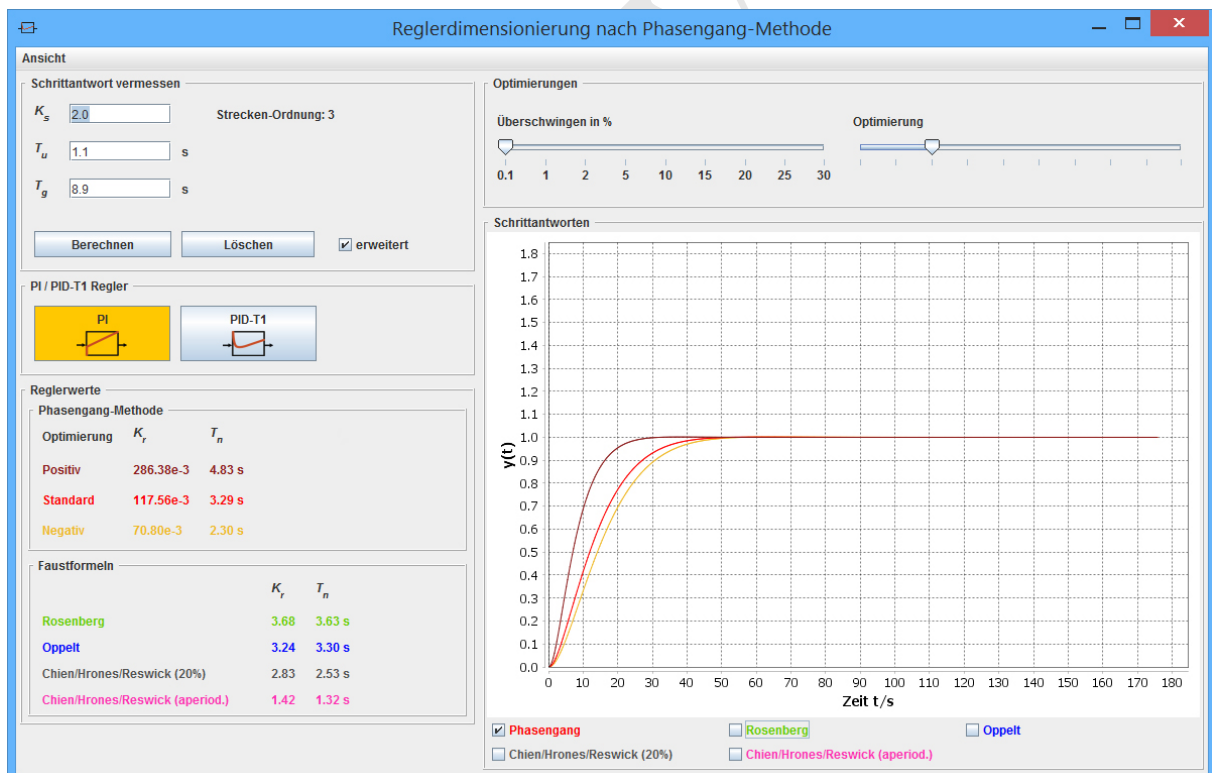 Reglerdimensionierung nach Phasengang-Methode
Ansicht
Schrittantwort vermessen
Ks 2.0 Strecken-Ordnung: 3
Tu 1.1 s
Tg 8.9 s
Berechnen Löschen erweitert
PI / PID-T1 Regler
PI PID-T1
Reglerwerte
Phasengang-Methode
Optimierung Kr Tn
Positiv 286.38e-3 4.83 s
Standard 117.56e-3 3.29 s
Negativ 70.80e-3 2.30 s
Faustformeln
Kr Tn
Rosenberg 3.68 3.63 s
Oppelt 3.24 3.30 s
Chien/Hrones/Reswick (20%) 2.83 2.53 s
Chien/Hrones/Reswick (aperiod.) 1.42 1.32 s
Optimierungen
Überschwingen in % Optimierung
0.1 1 2 5 10 15 20 25 30
Schrittantworten
1.8
1.7
1.6
1.5
1.4
1.3
1.2
1.1
1.0
0.9
0.8
0.7
0.6
0.5
0.4
0.3
0.2
0.1
0.0
y(t)
0 10 20 30 40 50 60 70 80 90 100 110 120 130 140 150 160 170 180
Zeit t/s
Phasengang Rosenberg Oppelt
Chien/Hrones/Reswick (20%) Chien/Hrones/Reswick (aperiod.)